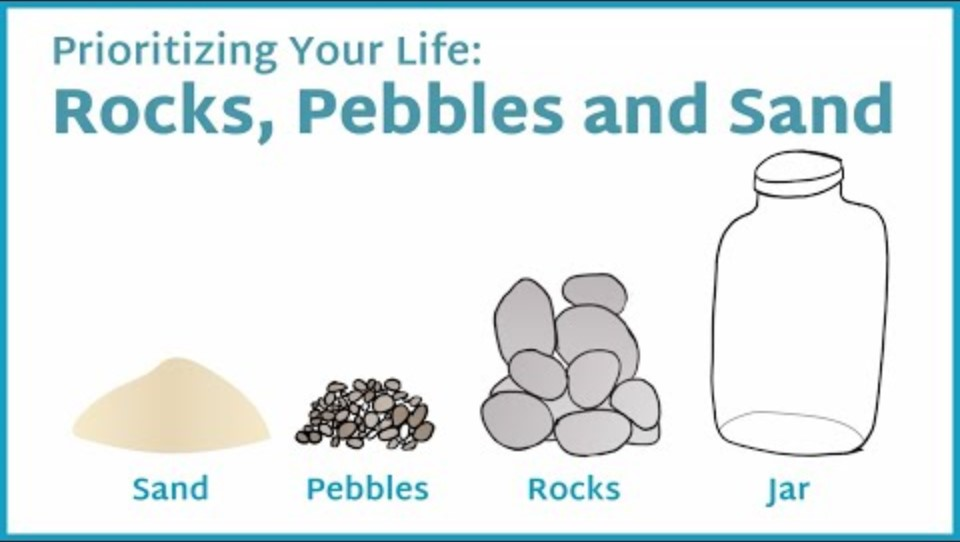 Prioritizing Your Life:
Rocks, Pebbles and Sand
Sand Pebbles Rocks Jar